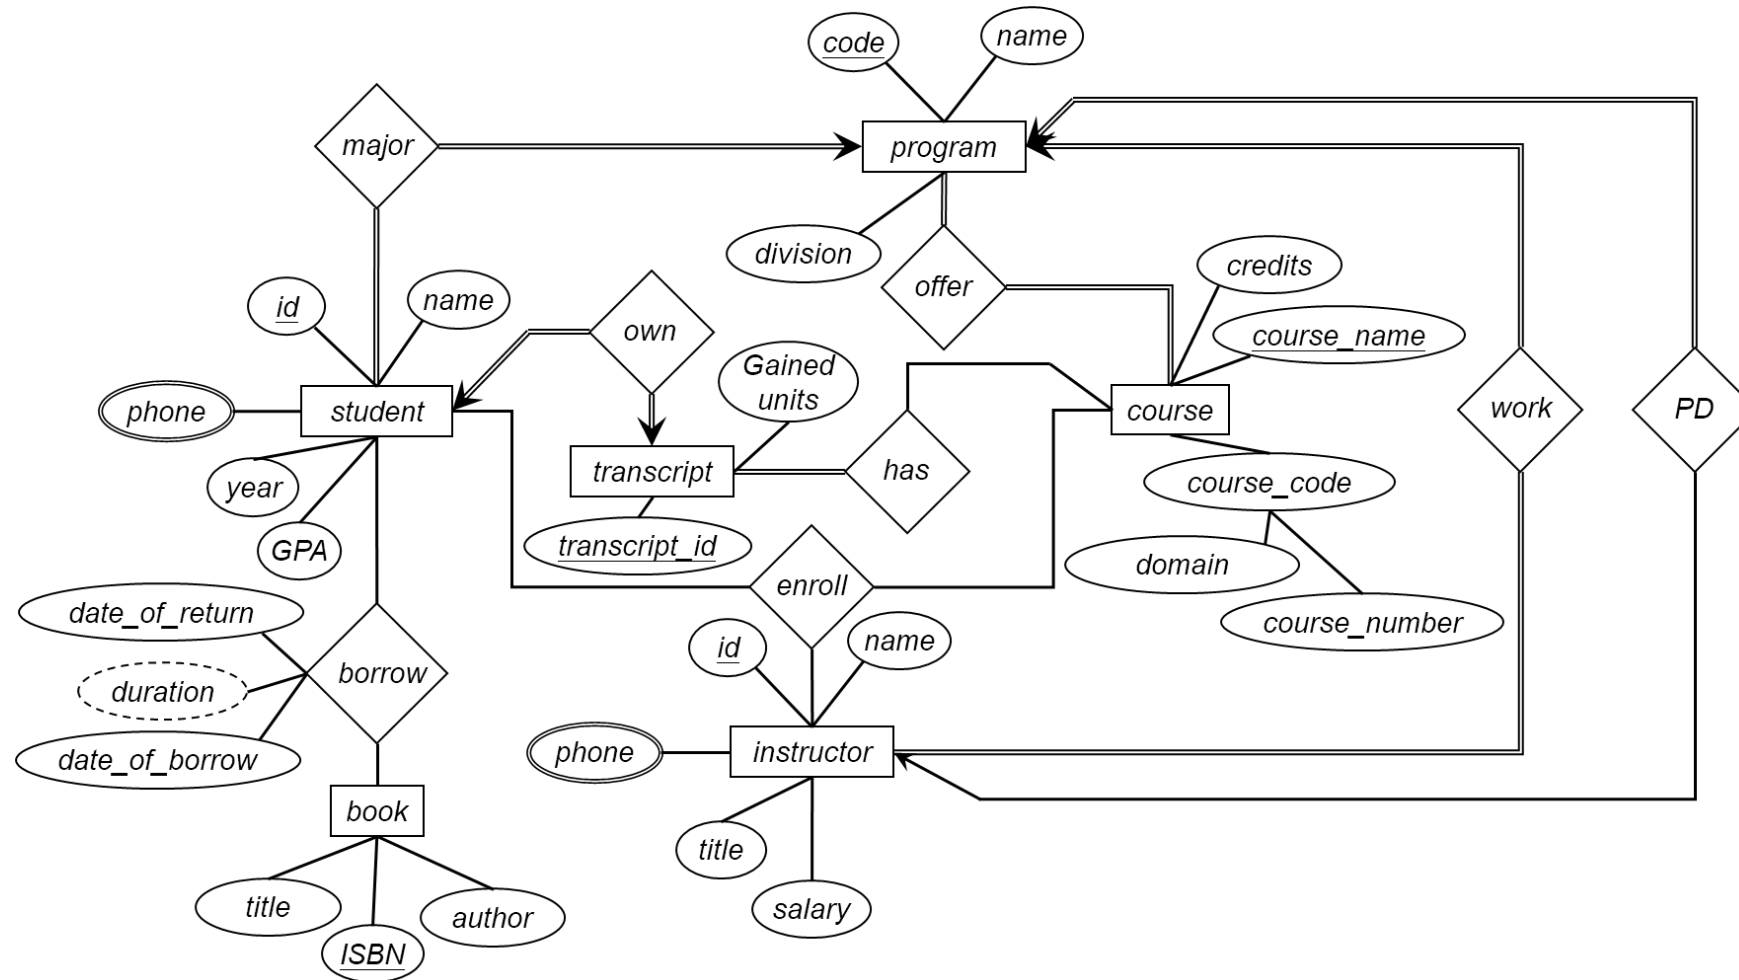 code
name
major
program
division
offer
credits
course_name
id
name
own
Gained
units
phone
student
course
work
PD
transcript
has
year
course_code
transcript_id
GPA
domain
enroll
date_of_return
course_number
id
name
borrow
duration
date_of_borrow
phone
instructor
book
title
title
author
salary
ISBN